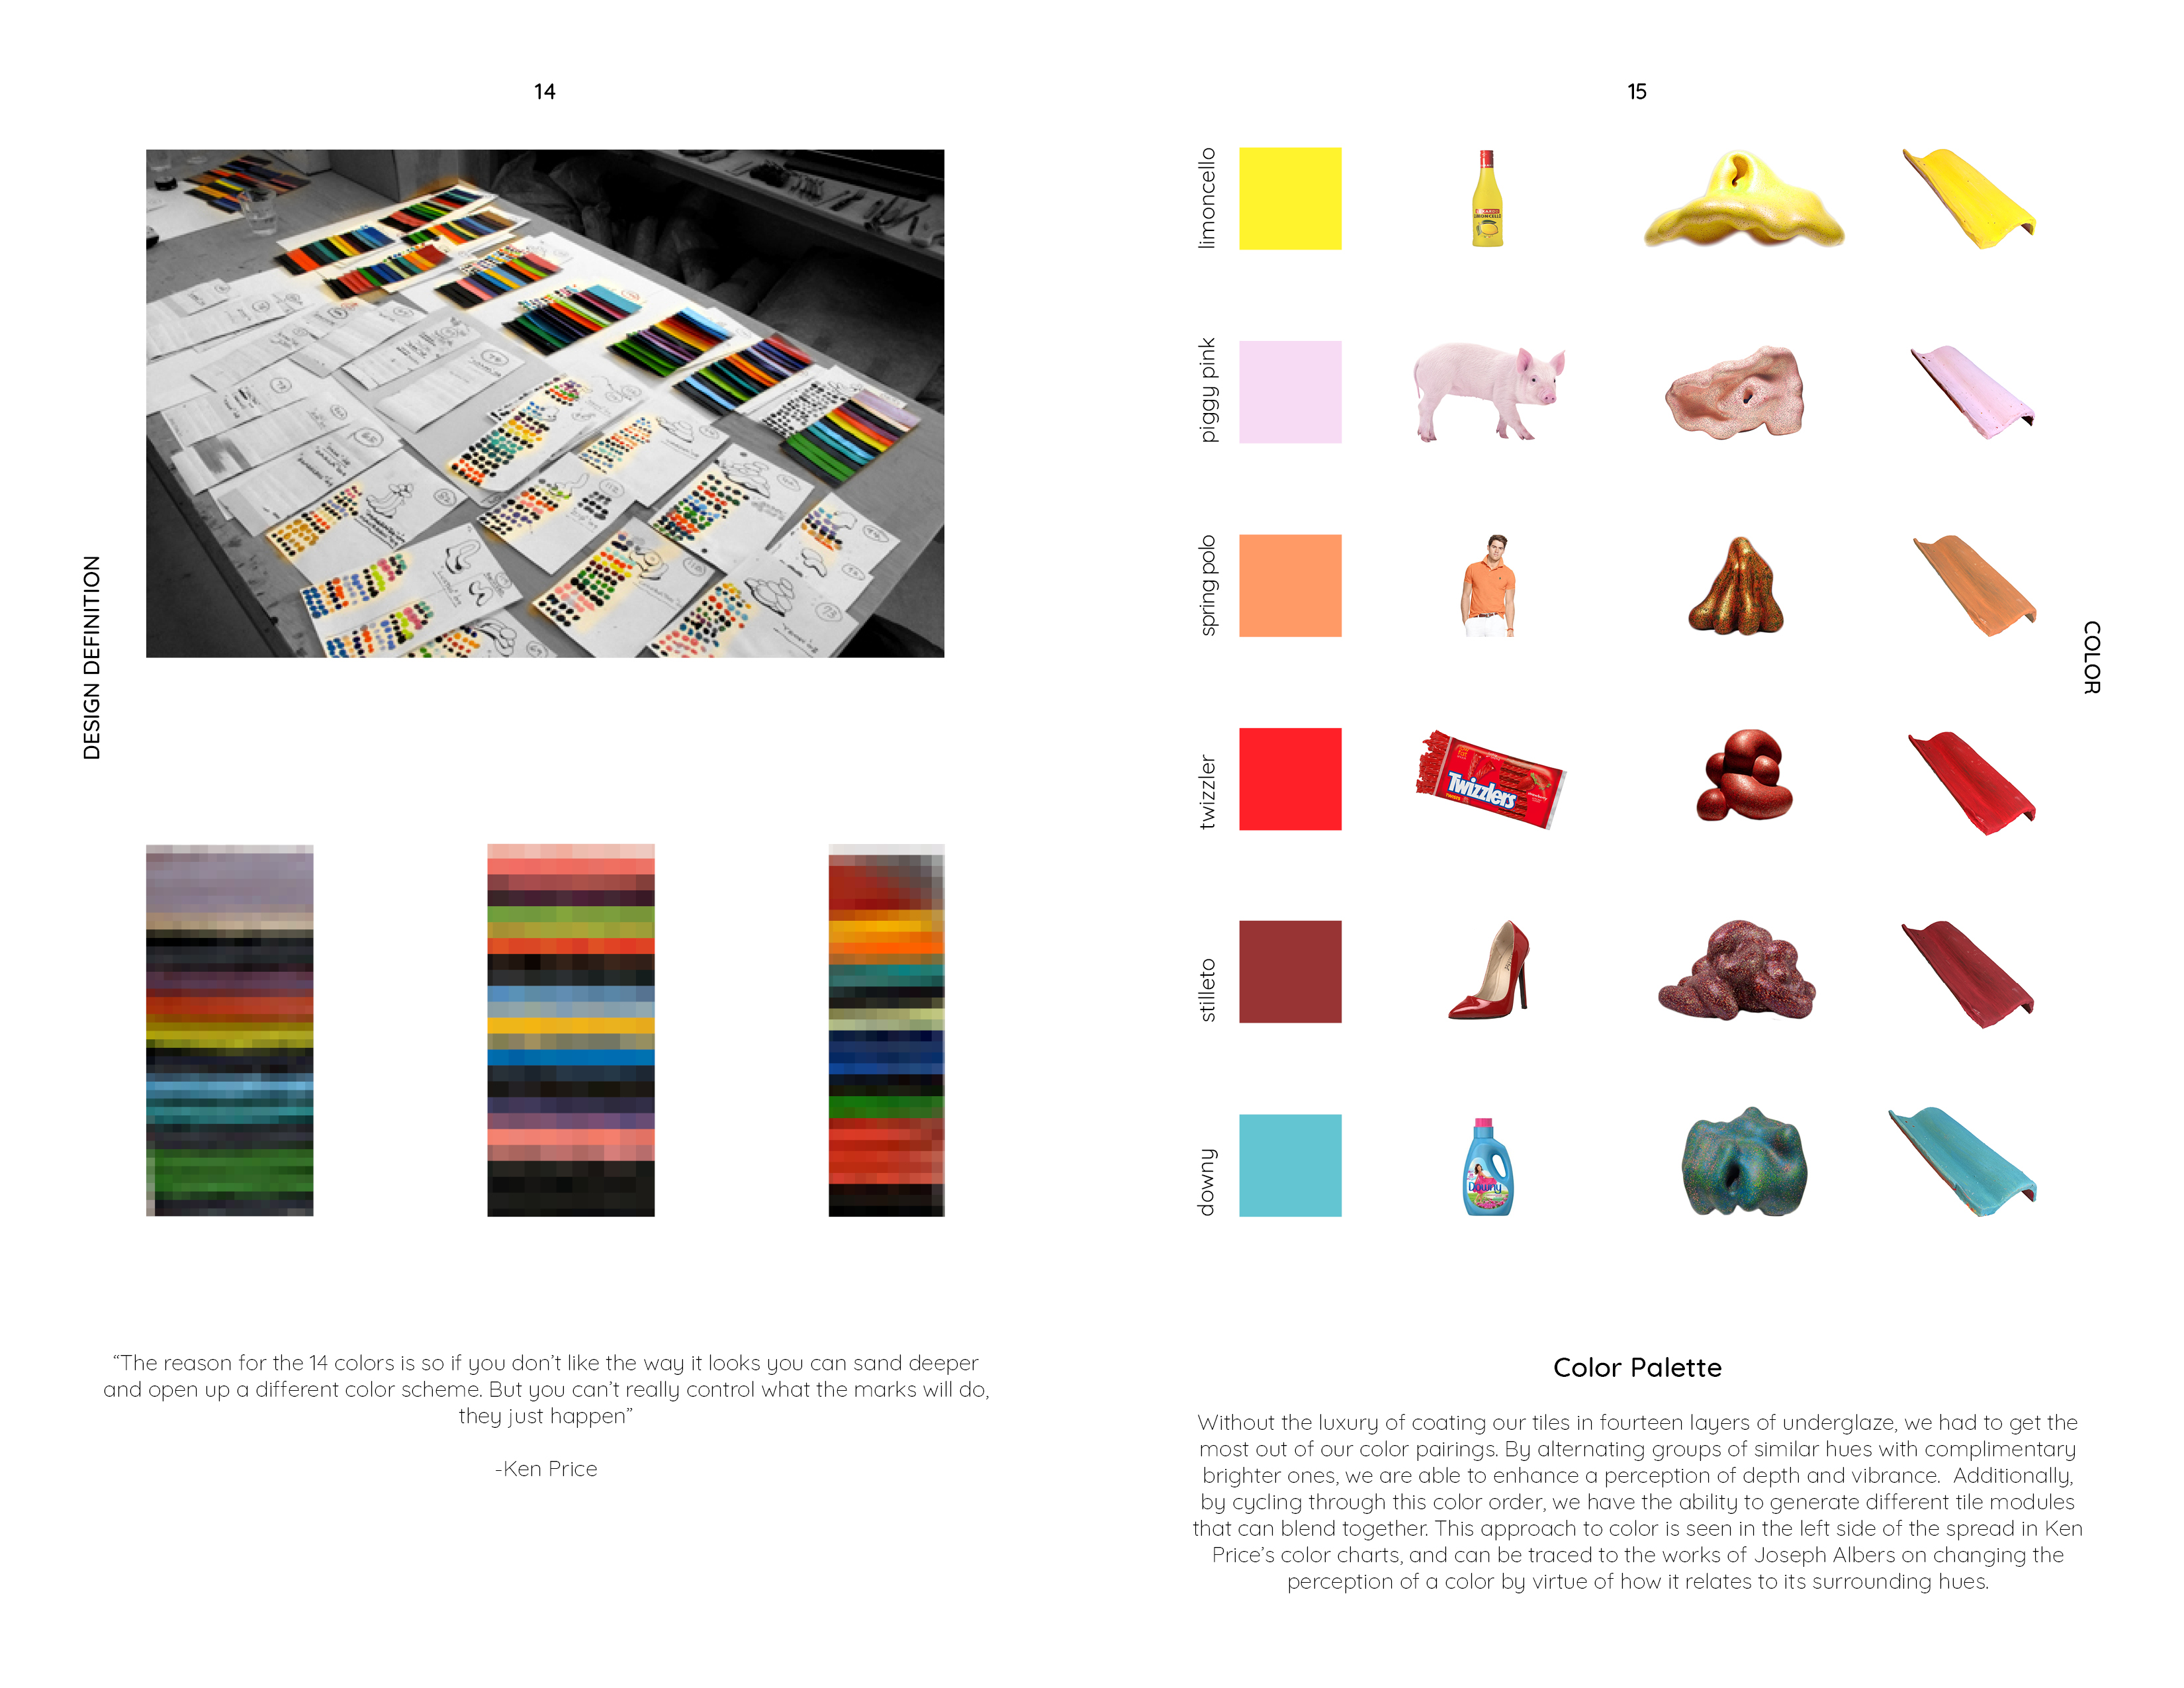 14
DESIGN DEFINITION
“The reason for the 14 colors is so if you don’t like the way it looks you can sand deeper
and open up a different color scheme. But you can’t really control what the marks will do,
they just happen”
-Ken Price
15
COLOR
limoncello
LIMONCELLO
piggy pink
spring polo
twizzler
Twizzlers
stilleto
downy
Downy
Color Palette
Without the luxury of coating our tiles in fourteen layers of underglaze, we had to get the
most out of our color pairings. By alternating groups of similar hues with complimentary
brighter ones, we are able to enhance a perception of depth and vibrance.  Additionally,
by cycling through this color order, we have the ability to generate different tile modules
that can blend together. This approach to color is seen in the left side of the spread in Ken
Price’s color charts, and can be traced to the works of Joseph Albers on changing the
perception of a color by virtue of how it relates to its surrounding hues.